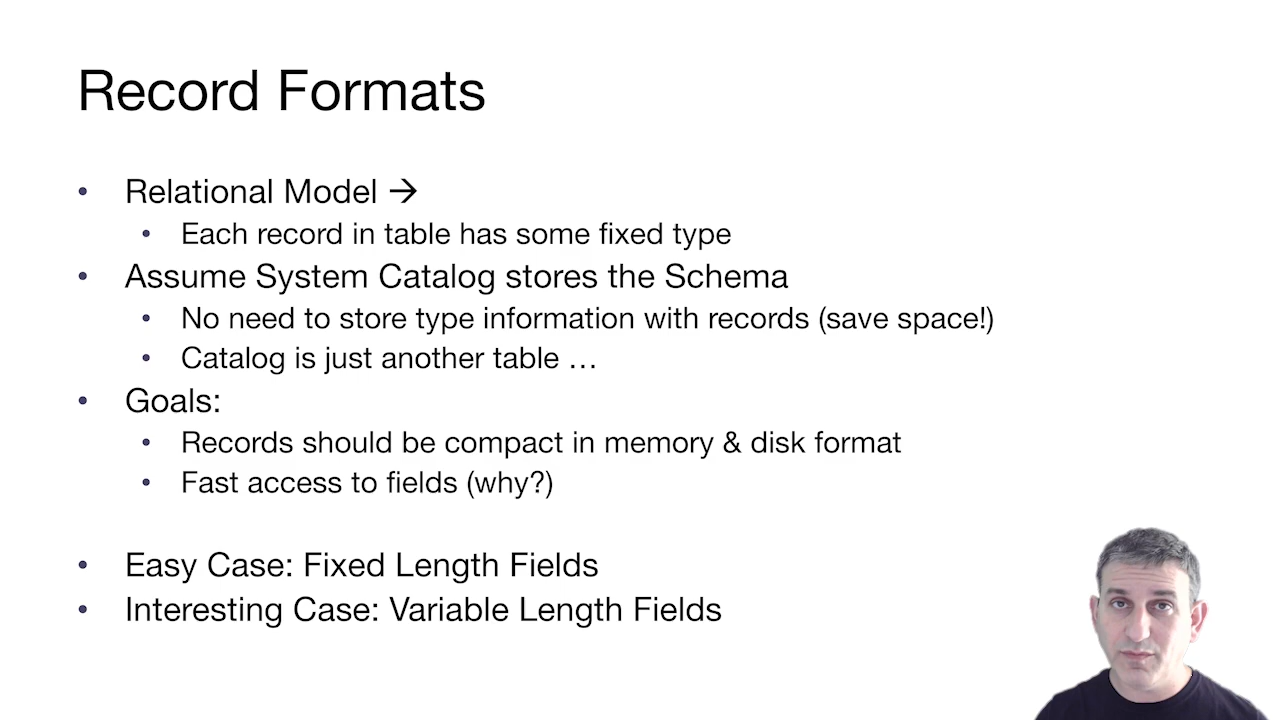 Record Formats
• Relational Model →
• Each record in table has some fixed type
• Assume System Catalog stores the Schema
• No need to store type information with records (save space!)
• Catalog is just another table …
• Goals:
• Records should be compact in memory & disk format
• Fast access to fields (why?)
• Easy Case: Fixed Length Fields
• Interesting Case: Variable Length Fields